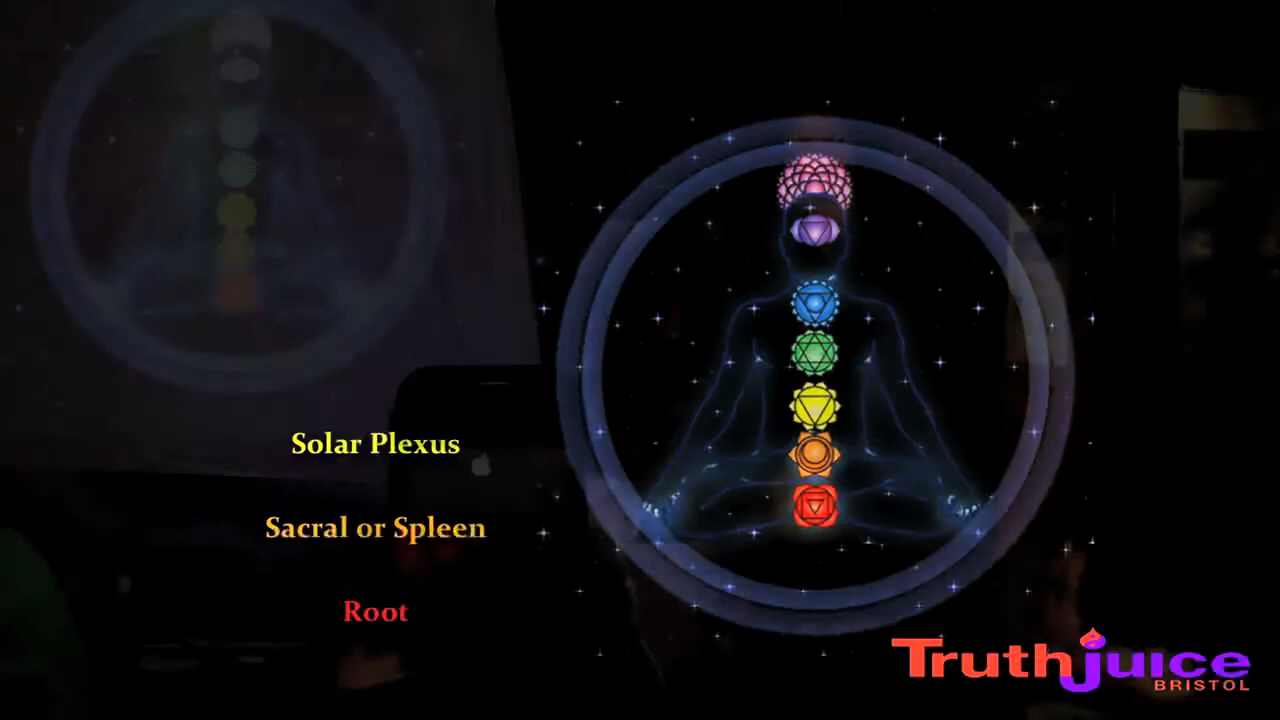 Solar Plexus
Sacral or Spleen
Root
Truthjuice
BRISTOL